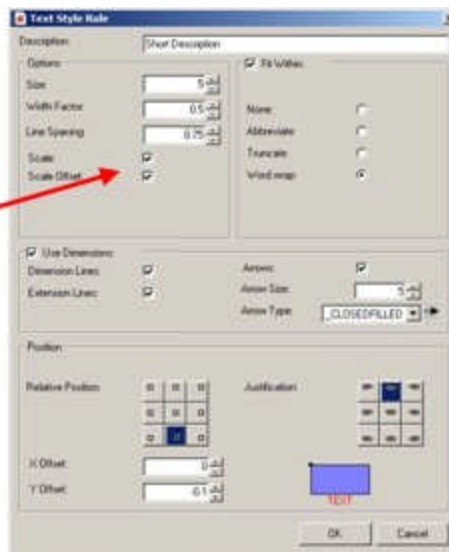 Text Style Rule
Description: Short Description
Options
Size 5
Width Factor 0.5
Line Spacing 0.75
Scale
Scale Offset
Fit Within
None
Abbreviate
Truncate
Word wrap
Use Dimensions
Dimension Lines
Extension Lines
Arrows
Arrow Size 5
Arrow Type _CLOSEDFILLED
Position
Relative Position
Justification
X Offset 0
Y Offset
TEXT
OK Cancel